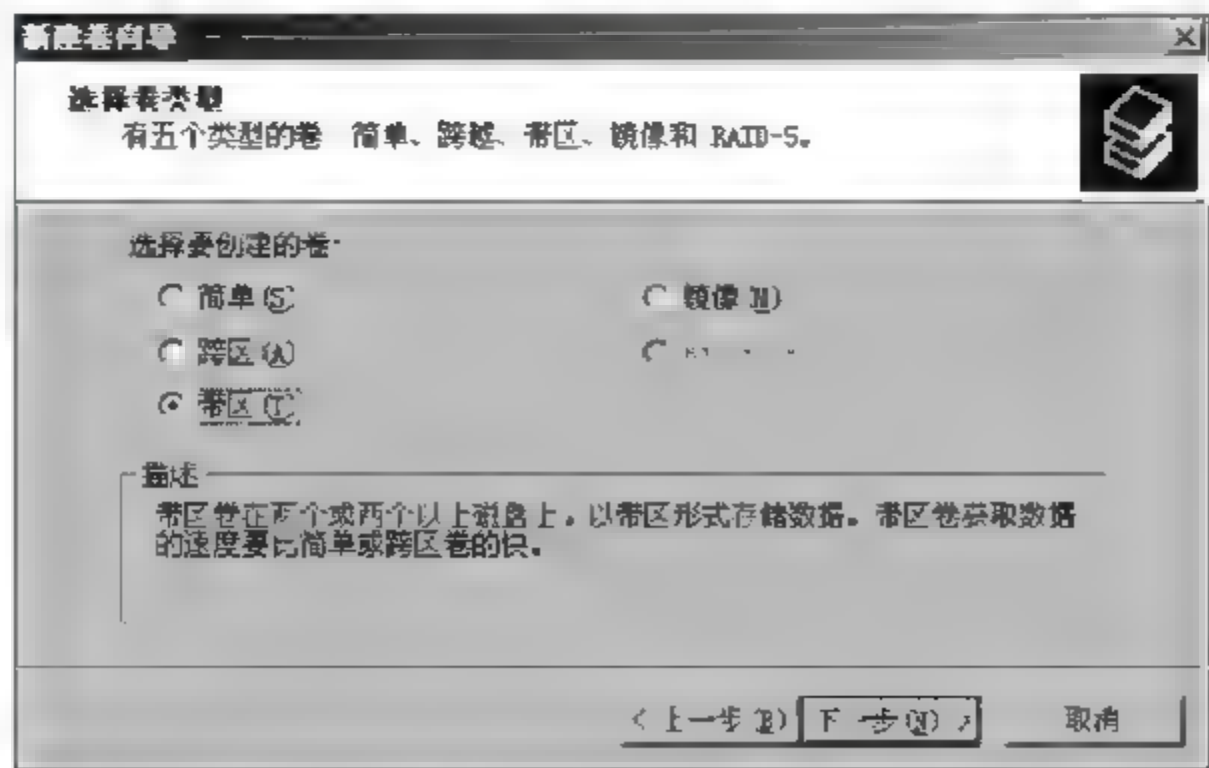 新建卷向导
选择卷类型
有五个类型的卷 简单、跨越、带区、镜像和 RAID-5。
选择要创建的卷:
简单(S)
镜像(M)
跨区(A)
带区(T)
描述
带区卷在两个或两个以上磁盘上，以带区形式存储数据。带区卷获取数据
的速度要比简单或跨区卷的快。
< 上一步(B)
下一步(N) >
取消